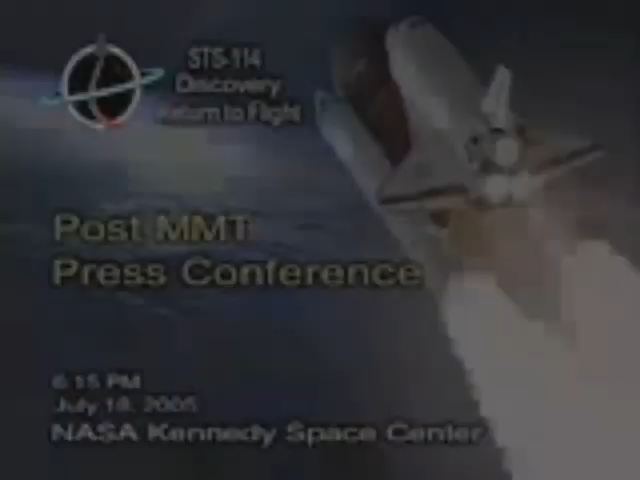 STS-114
Discovery
Return to Flight
Post MMT
Press Conference
6:15 PM
July 18, 2005
NASA Kennedy Space Center